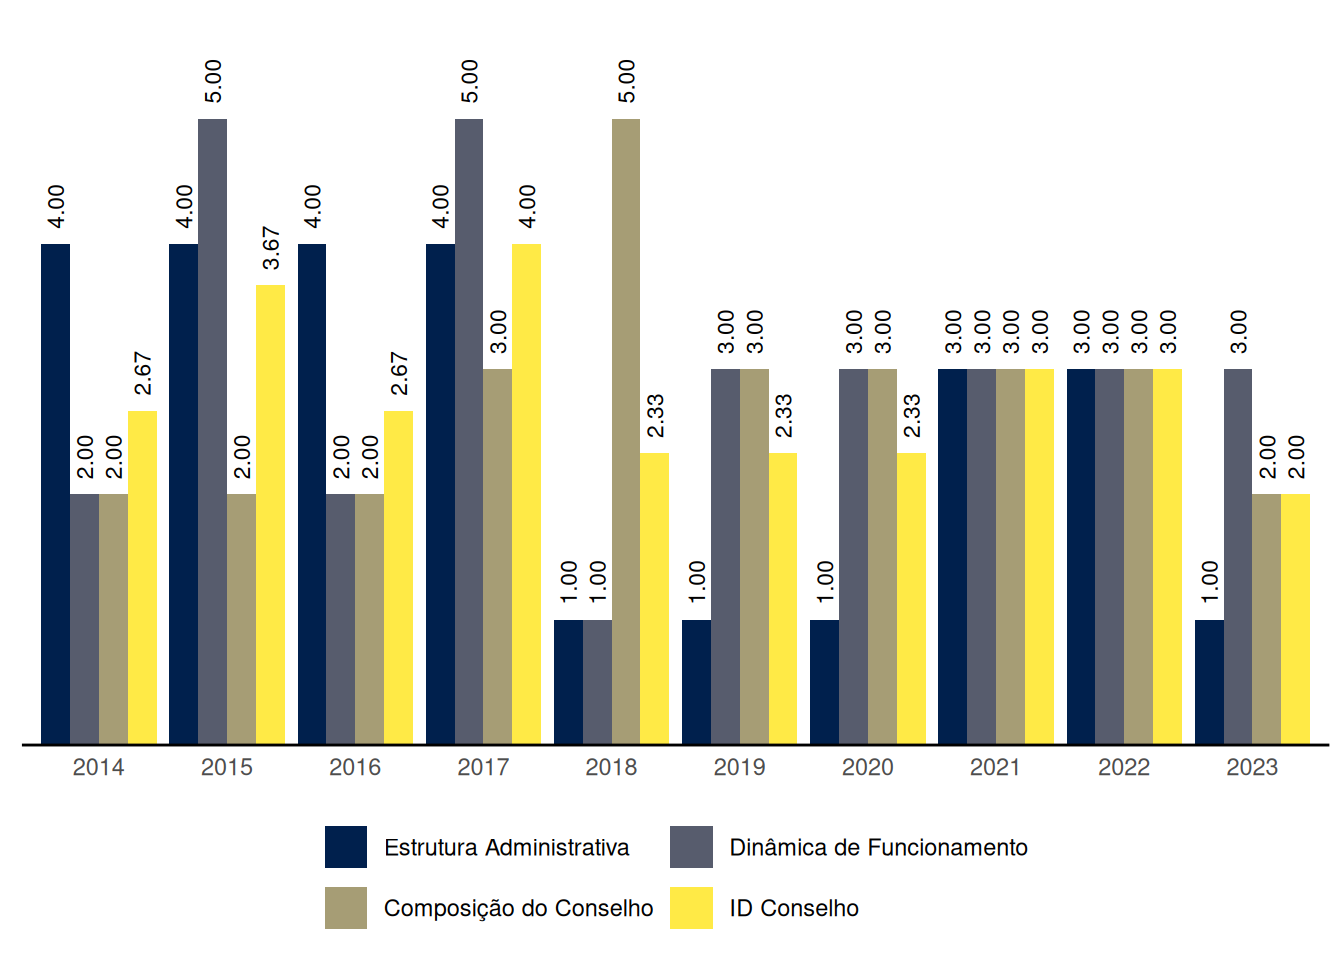 4.00 2.00 2.00 2.67 4.00 5.00 2.00 3.67 4.00 2.00 2.00 2.67 4.00 5.00 3.00 4.00 1.00 1.00 5.00 2.33 1.00 3.00 3.00 2.33 1.00 3.00 3.00 2.33 3.00 3.00 3.00 3.00 3.00 3.00 3.00 3.00 1.00 3.00 2.00 2.00
2014 2015 2016 2017 2018 2019 2020 2021 2022 2023
Estrutura Administrativa Dinâmica de Funcionamento
Composição do Conselho ID Conselho